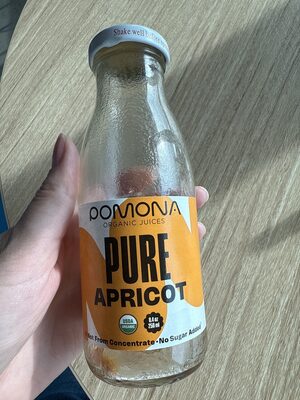 Shake well before
POMONA
ORGANIC JUICES
PURE
APRICOT
USDA
ORGANIC
8.4 oz
250 ml
Not From Concentrate • No Sugar Added